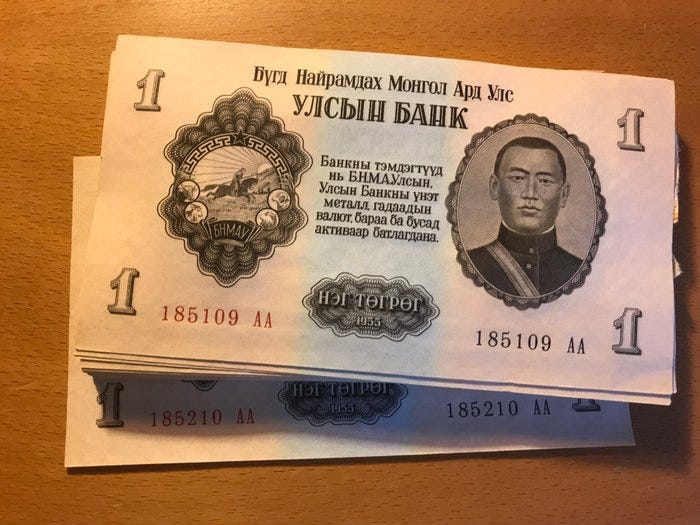 Бүгд Найрамдах Монгол Ард Улс
УЛСЫН БАНК
1
1
Банкны тэмдэгтүүд
нь Б.Н.М.А.Улсын,
Улсын Банкны үнэт
металл, гадаадын
валют, бараа ба бусад
активаар батлагдана.
БНМАУ
1
НЭГ ТӨГРӨГ
1955
1
185109 АА
185109 АА
1
НЭГ ТӨГРӨГ
1955
1
185210 АА
185210 АА